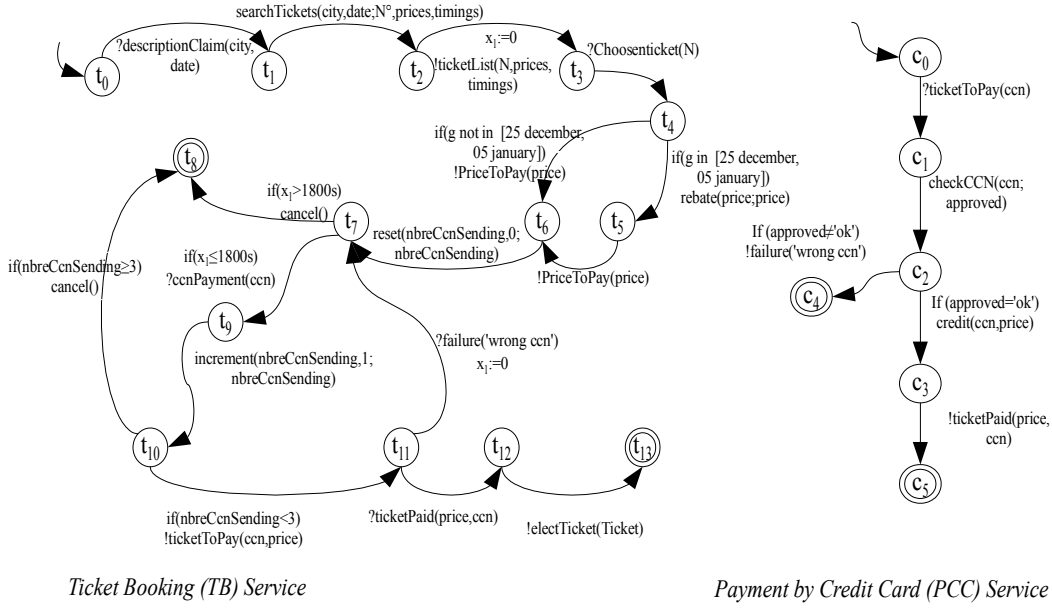 searchTickets(city,date;N°,prices,timings)
?descriptionClaim(city,
date)
x₁:=0
!ticketList(N,prices,
timings)
?Choosenticket(N)
t₀
t₁
t₂
t₃
t₄
if(g not in [25 december,
05 january])
!PriceToPay(price)
if(g in [25 december,
05 january])
rebate(price;price)
t₈
if(x₁>1800s)
cancel()
t₇
t₆
t₅
reset(nbreCcnSending,0;
nbreCcnSending)
!PriceToPay(price)
if(x₁≤1800s)
?ccnPayment(ccn)
if(nbreCcnSending≥3)
cancel()
t₉
increment(nbreCcnSending,1;
nbreCcnSending)
?failure('wrong ccn')
x₁:=0
t₁₀
t₁₁
t₁₂
t₁₃
if(nbreCcnSending<3)
!ticketToPay(ccn,price)
?ticketPaid(price,ccn)
!electTicket(Ticket)
Ticket Booking (TB) Service
c₀
?ticketToPay(ccn)
c₁
checkCCN(ccn;
approved)
If (approved≠'ok')
!failure('wrong ccn')
c₂
c₄
If (approved='ok')
credit(ccn,price)
c₃
!ticketPaid(price,
ccn)
c₅
Payment by Credit Card (PCC) Service